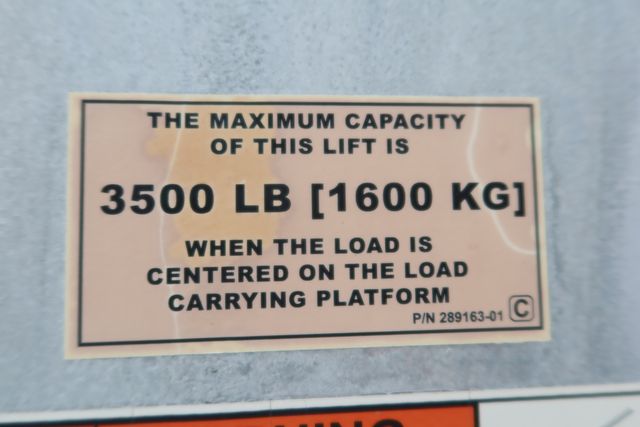 THE MAXIMUM CAPACITY
OF THIS LIFT IS
3500 LB [1600 KG]
WHEN THE LOAD IS
CENTERED ON THE LOAD
CARRYING PLATFORM
P/N 289163-01 C